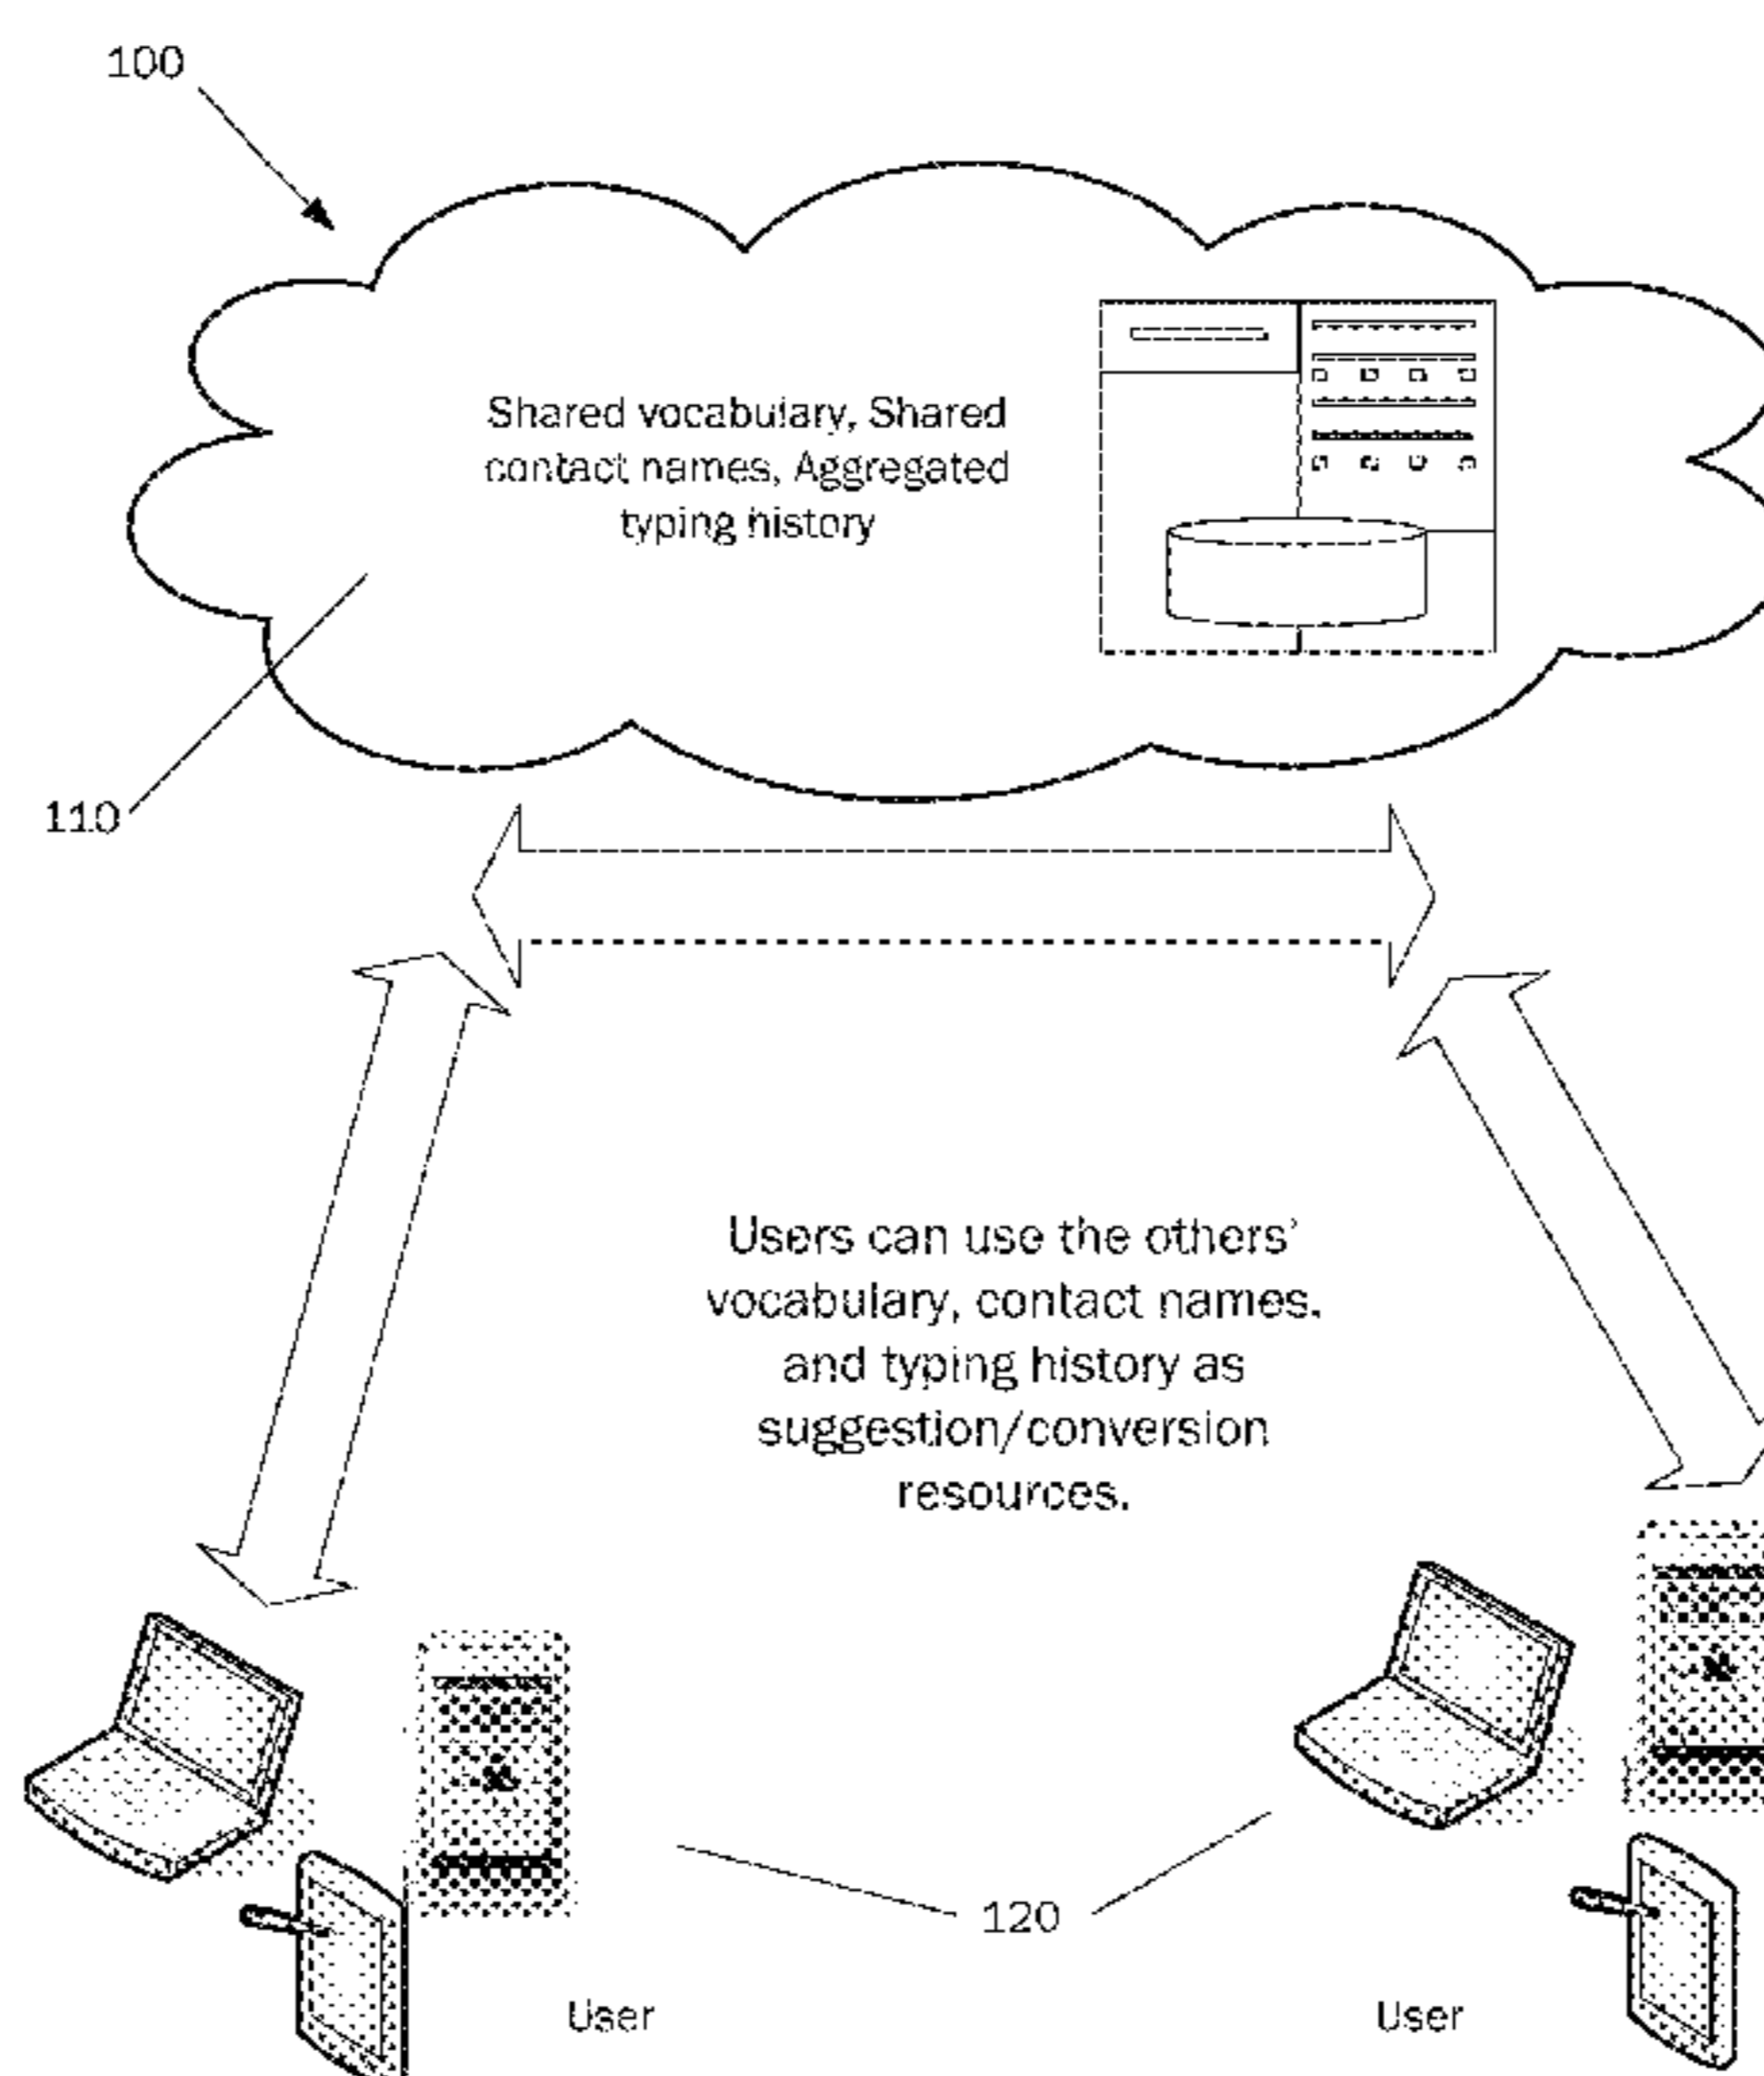 100
Shared vocabulary, Shared
contact names, Aggregated
typing history
110
Users can use the others'
vocabulary, contact names,
and typing history as
suggestion/conversion
resources.
120
User
User